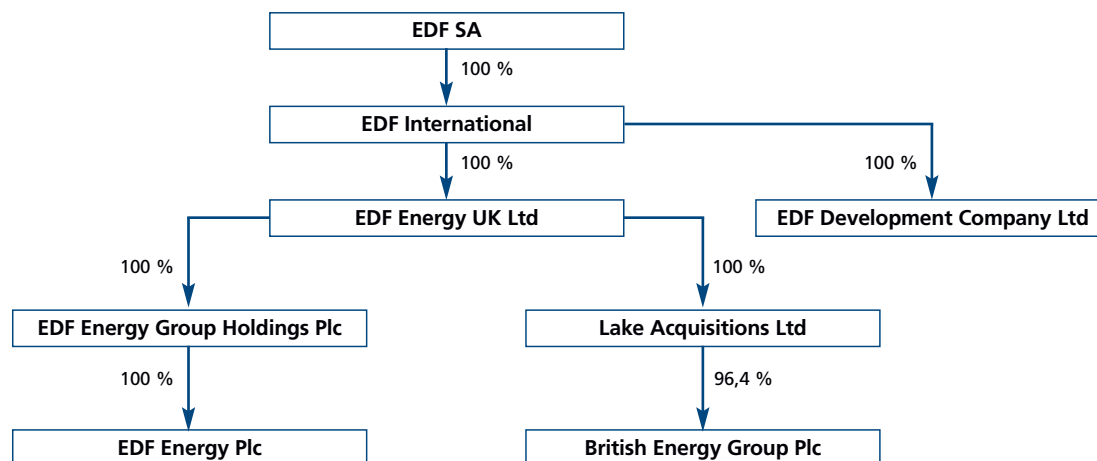 EDF SA
100 %
EDF International
100 %
100 %
EDF Energy UK Ltd
EDF Development Company Ltd
100 %
100 %
EDF Energy Group Holdings Plc
Lake Acquisitions Ltd
100 %
96,4 %
EDF Energy Plc
British Energy Group Plc